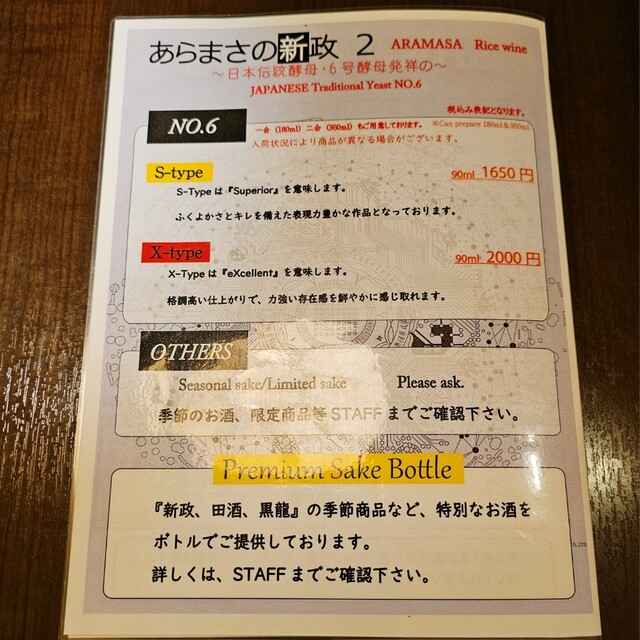 あらまさの新政 2 ARAMASA Rice wine
～日本伝統酵母・6号酵母発祥の～
JAPANESE Traditional Yeast NO.6
税込み表記となります。
NO.6
一合（180ml）二合（360ml）もご用意しております。 ※Can prepare 180ml＆360ml
入荷状況により商品が異なる場合がございます。
S-type 90ml 1650円
S-Typeは『Superior』を意味します。
ふくよかさとキレを備えた表現力豊かな作品となっております。
X-type 90ml 2000円
X-Typeは『eXcellent』を意味します。
格調高い仕上がりで、力強い存在感を鮮やかに感じ取れます。
OTHERS
Seasonal sake/Limited sake Please ask.
季節のお酒、限定商品等STAFFまでご確認下さい。
Premium Sake Bottle
『新政、田酒、黒龍』の季節商品など、特別なお酒を
ボトルでご提供しております。
詳しくは、STAFFまでご確認下さい。